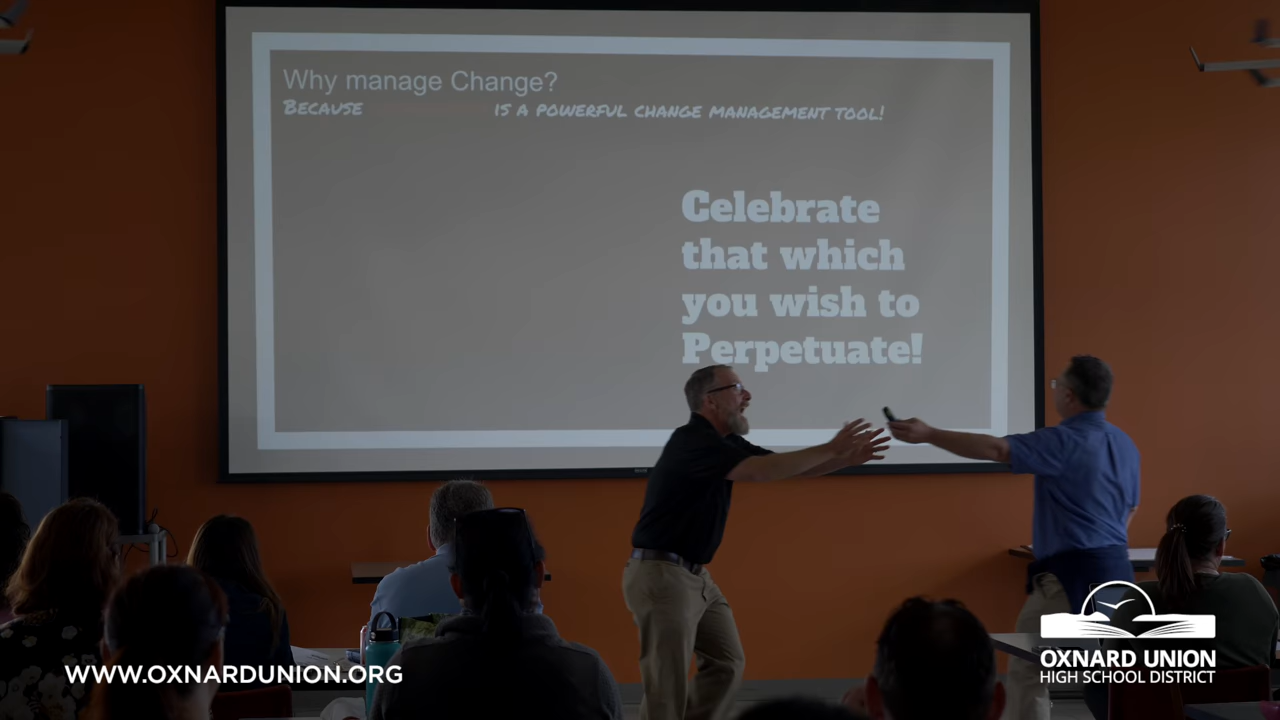 Why manage Change?
BECAUSE IS A POWERFUL CHANGE MANAGEMENT TOOL!
Celebrate
that which
you wish to
Perpetuate!
WWW.OXNARDUNION.ORG
OXNARD UNION
HIGH SCHOOL DISTRICT